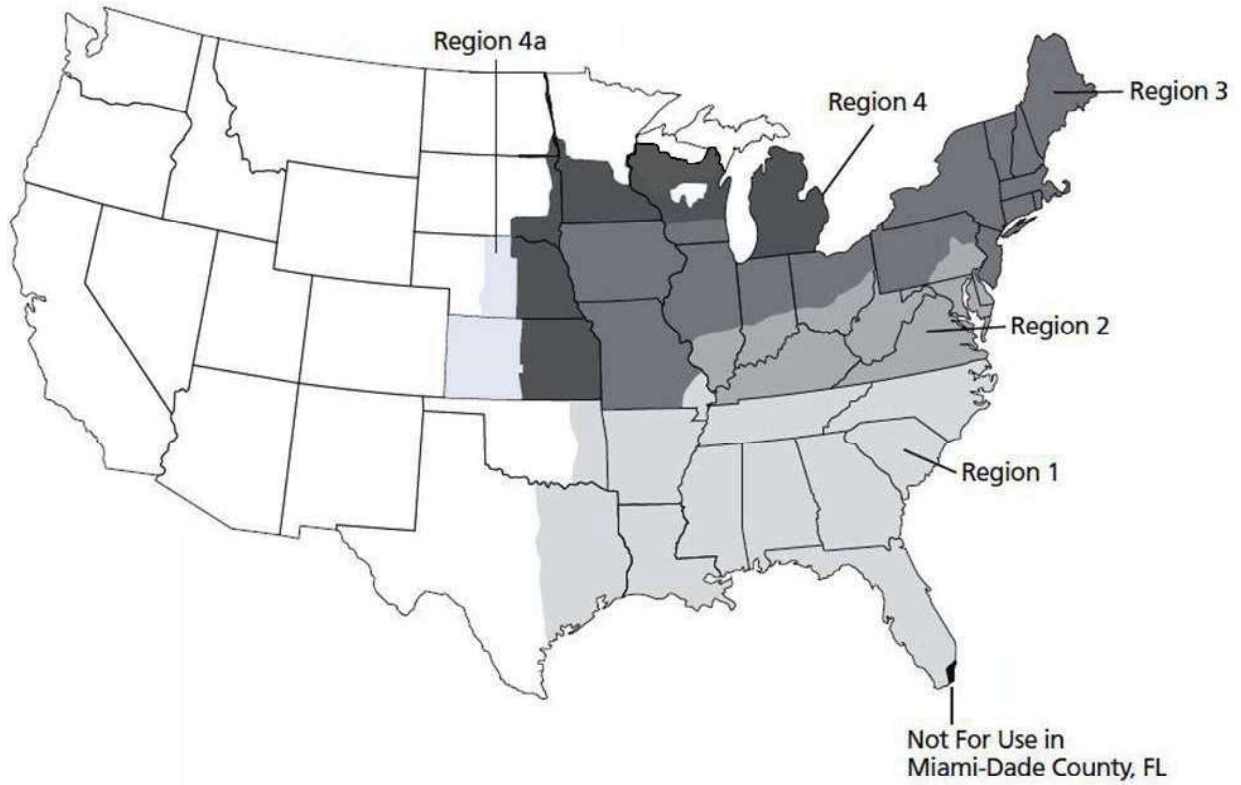 Region 4a
Region 4
Region 3
Region 2
Region 1
Not For Use in
Miami-Dade County, FL